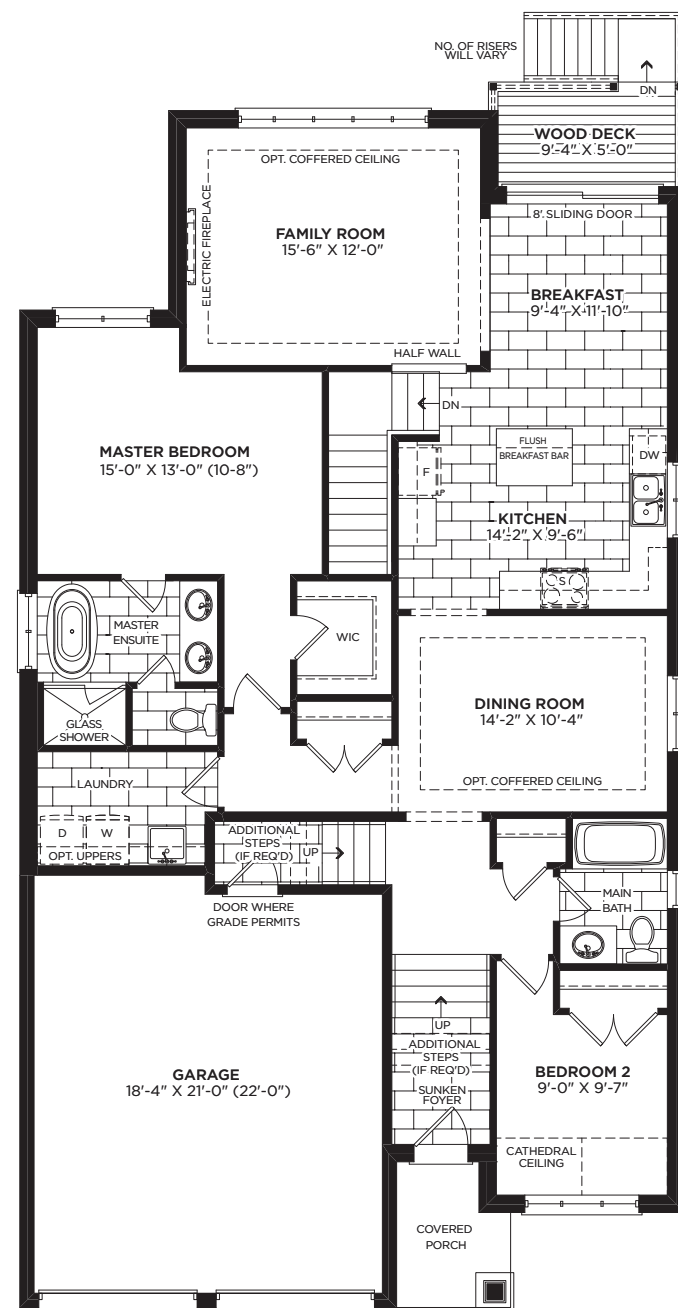 NO. OF RISERS
WILL VARY
DN
WOOD DECK
9'-4" X 5'-0"
OPT. COFFERED CEILING
8' SLIDING DOOR
ELECTRIC FIREPLACE
FAMILY ROOM
15'-6" X 12'-0"
BREAKFAST
9'-4" X 11'-10"
HALF WALL
DN
MASTER BEDROOM
15'-0" X 13'-0" (10-8")
FLUSH
BREAKFAST BAR
DW
F
KITCHEN
14'-2" X 9'-6"
S
MASTER
ENSUITE
WIC
GLASS
SHOWER
DINING ROOM
14'-2" X 10'-4"
OPT. COFFERED CEILING
LAUNDRY
D
W
OPT. UPPERS
ADDITIONAL
STEPS
(IF REQ'D)
UP
DOOR WHERE
GRADE PERMITS
MAIN
BATH
UP
ADDITIONAL
STEPS
(IF REQ'D)
SUNKEN
FOYER
GARAGE
18'-4" X 21'-0" (22'-0")
BEDROOM 2
9'-0" X 9'-7"
CATHEDRAL
CEILING
COVERED
PORCH